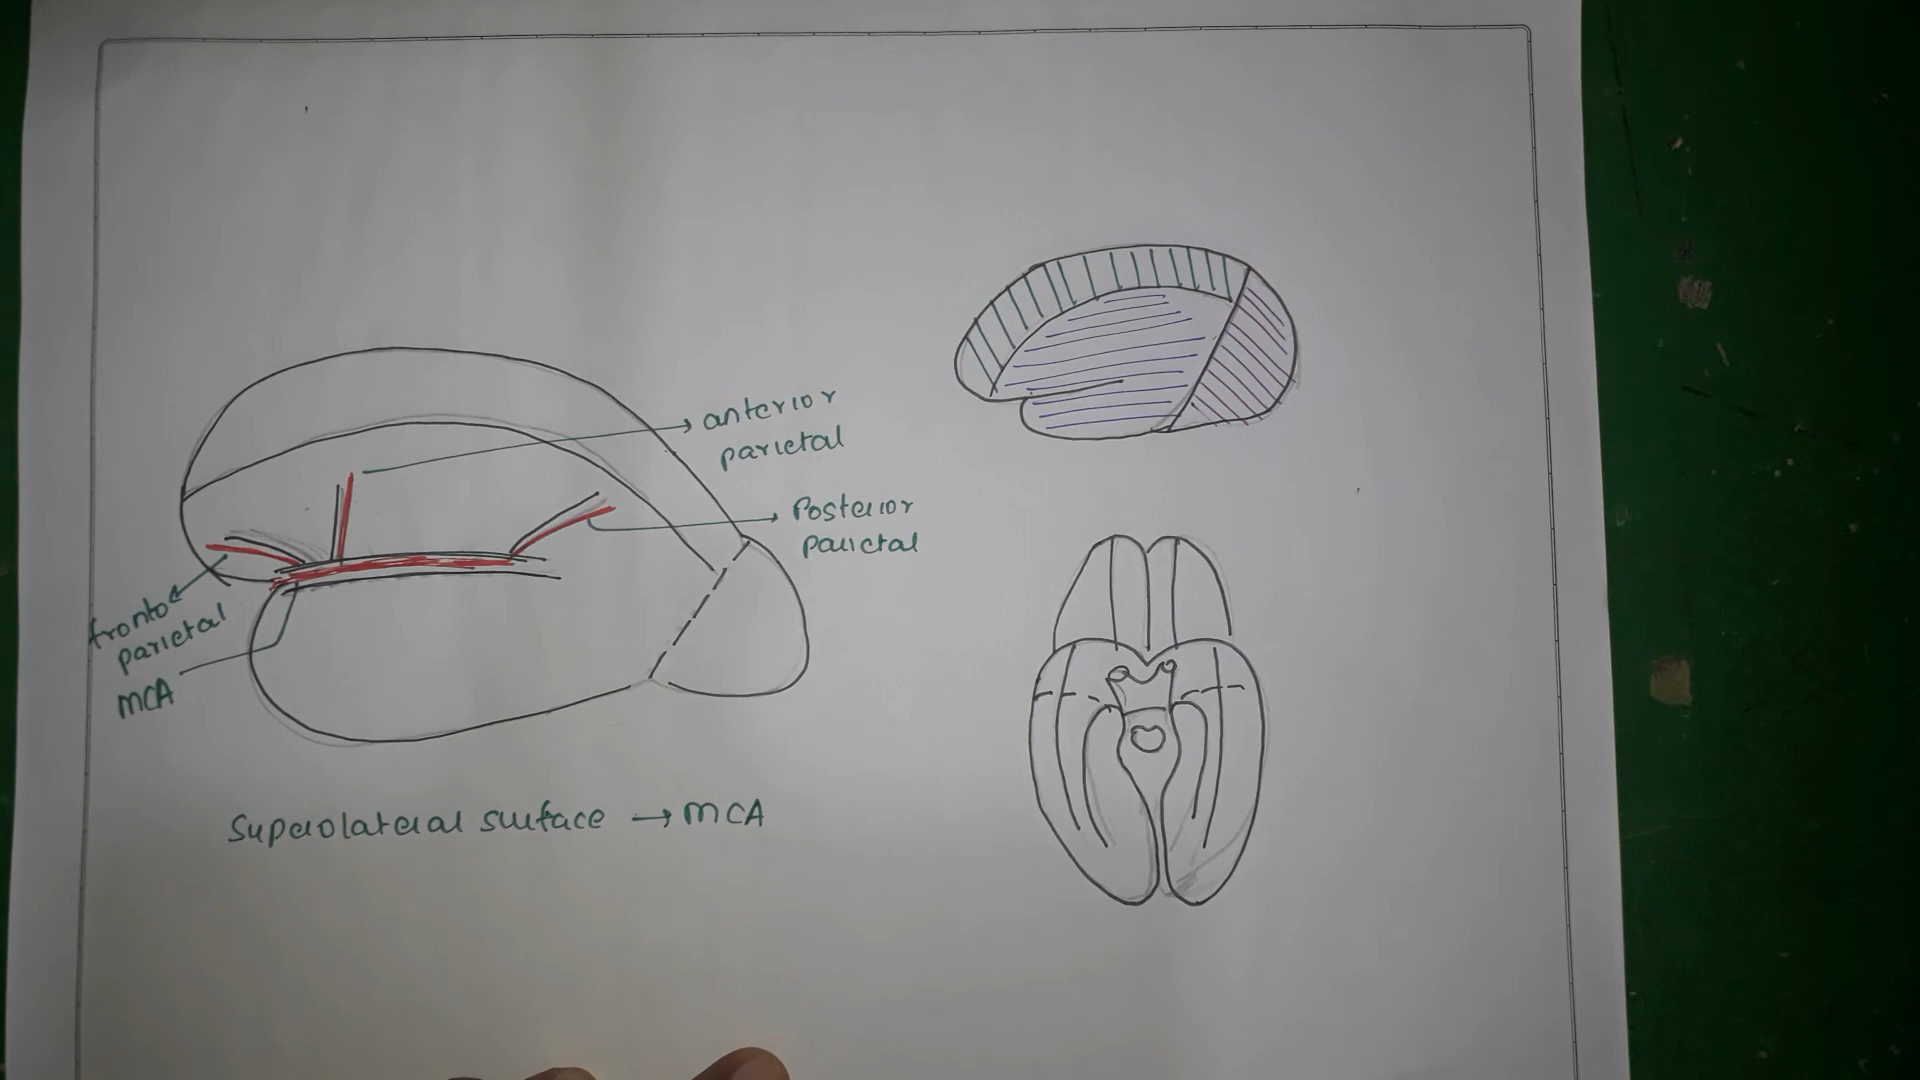 anterior
parietal
Posterior
parietal
fronto
parietal
MCA
Superolateral surface → MCA